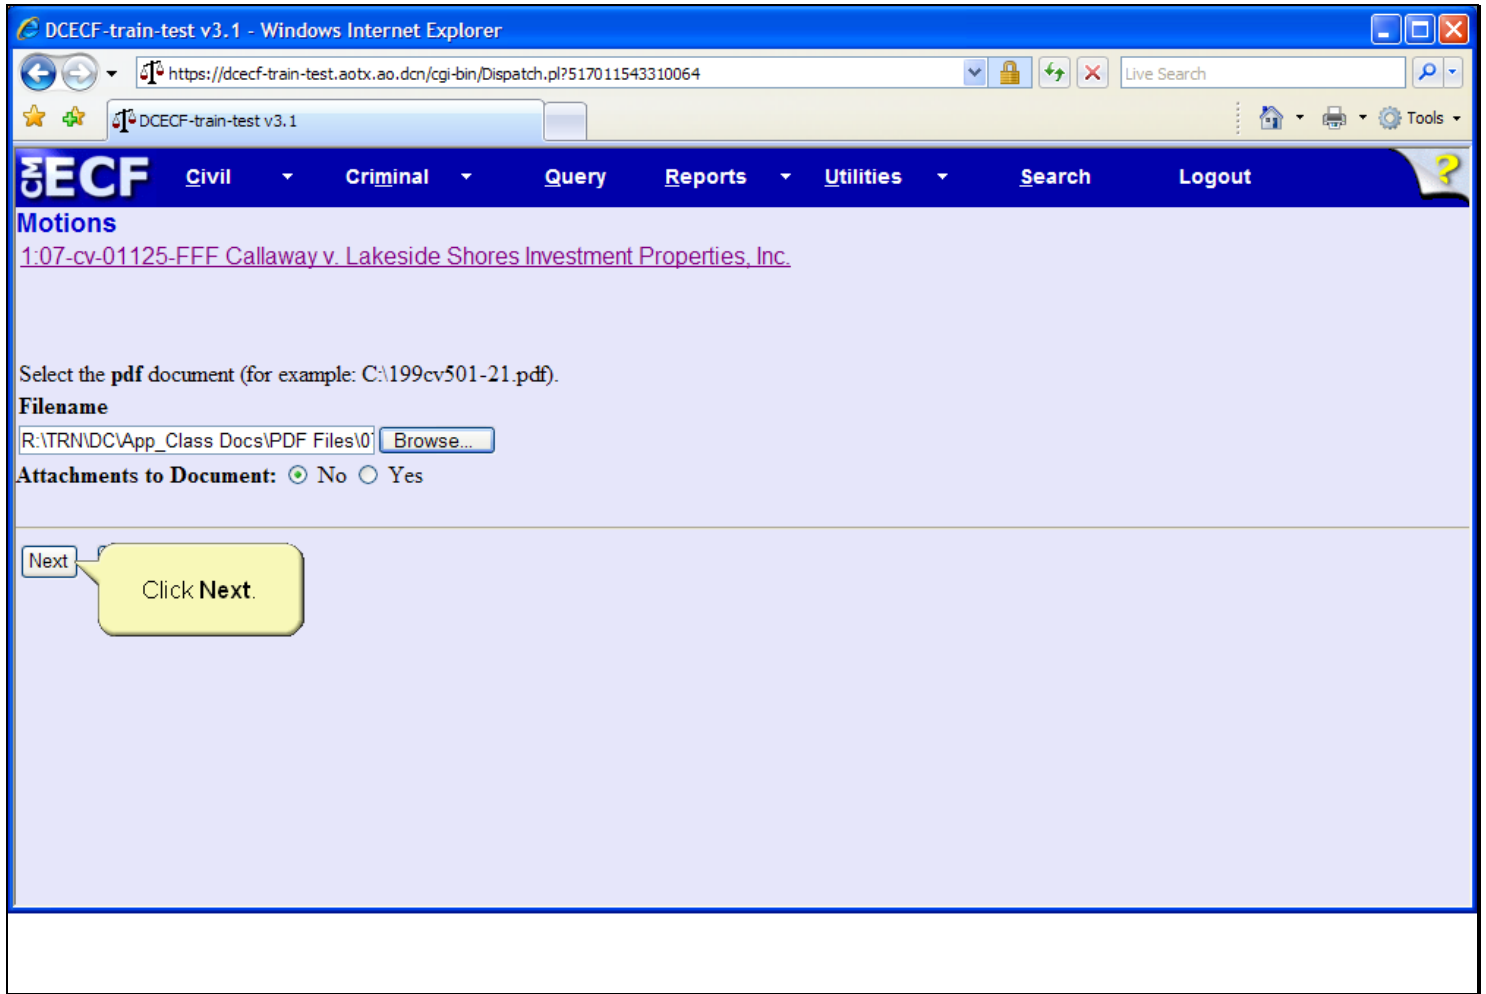 DCECF-train-test v3.1 - Windows Internet Explorer
https://dcecf-train-test.aotx.ao.dcn/cgi-bin/Dispatch.pl?517011543310064
Live Search
DCECF-train-test v3.1
Tools
CM ECF Civil Criminal Query Reports Utilities Search Logout ?
Motions
1:07-cv-01125-FFF Callaway v. Lakeside Shores Investment Properties, Inc.
Select the pdf document (for example: C:\199cv501-21.pdf).
Filename
R:\TRN\DC\App_Class Docs\PDF Files\07 Browse...
Attachments to Document: No Yes
Next
Click Next.